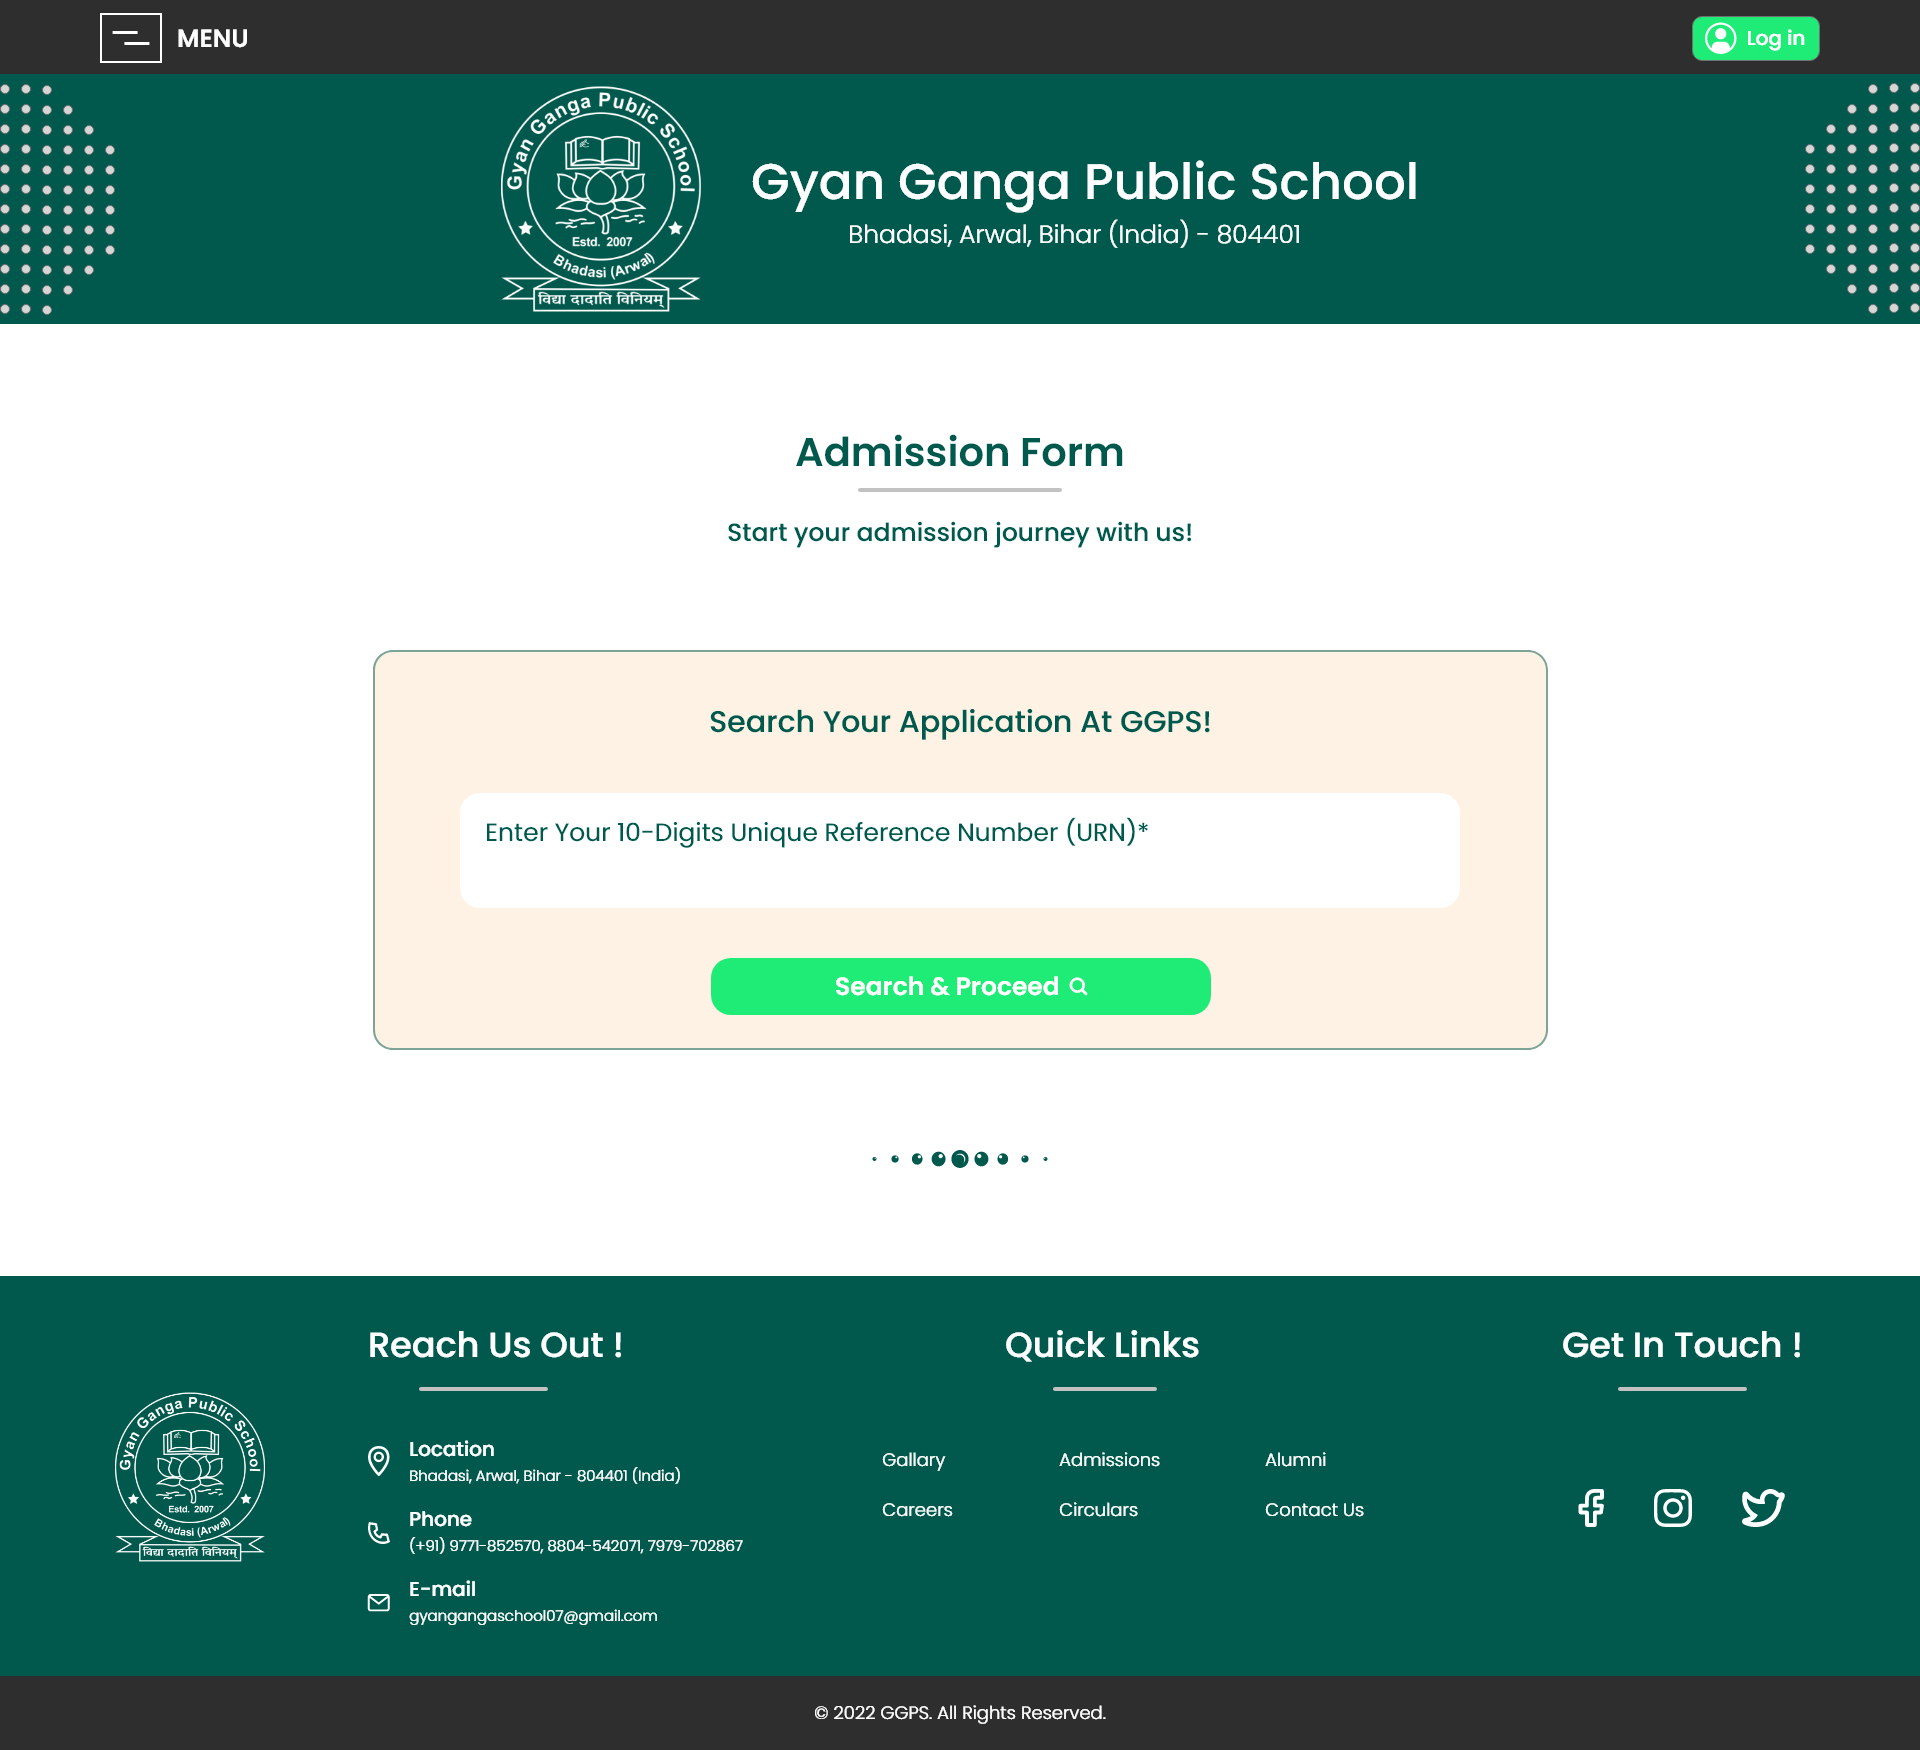 MENU
Log in
Gyan Ganga Public School
Estd. 2007
Bhadasi (Arwal)
विद्या दादाति विनियम्
Gyan Ganga Public School
Bhadasi, Arwal, Bihar (India) - 804401
Admission Form
Start your admission journey with us!
Search Your Application At GGPS!
Enter Your 10-Digits Unique Reference Number (URN)*
Search & Proceed
Gyan Ganga Public School
Estd. 2007
Bhadasi (Arwal)
विद्या दादाति विनियम्
Reach Us Out !
Location
Bhadasi, Arwal, Bihar - 804401 (India)
Phone
(+91) 9771-852570, 8804-542071, 7979-702867
E-mail
gyangangaschool07@gmail.com
Quick Links
Gallary
Admissions
Alumni
Careers
Circulars
Contact Us
Get In Touch !
© 2022 GGPS. All Rights Reserved.